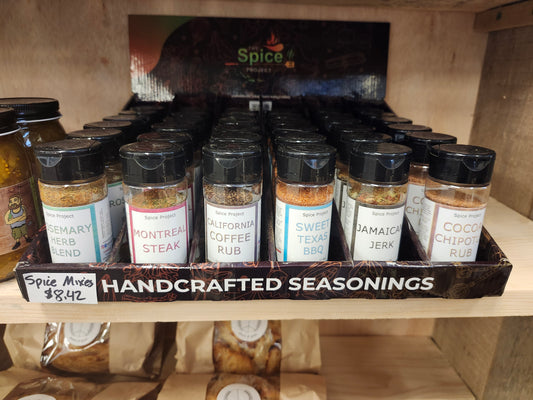 Spice
PROJECT
Spice Project
SEMARY
HERB
BLEND
Spice Project
MONTREAL
STEAK
Spice Project
CALIFORNIA
COFFEE
RUB
Spice Project
SWEET
TEXAS
BBQ
Spice Project
JAMAICAN
JERK
Spice Project
COCO
CHIPOT
RUB
Spice Mixes
$8.42
HANDCRAFTED SEASONINGS